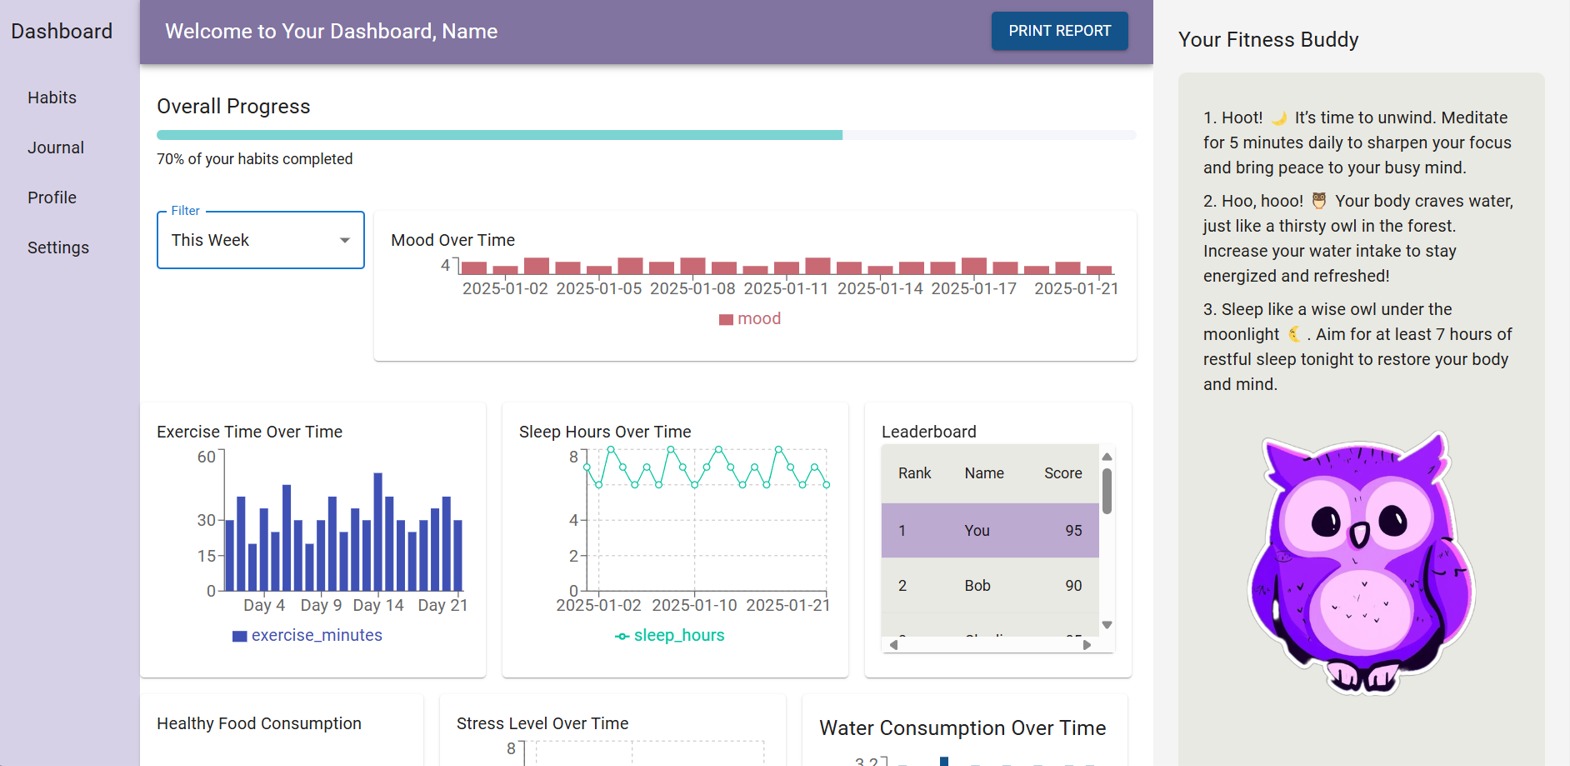 Dashboard
Habits
Journal
Profile
Settings
Welcome to Your Dashboard, Name
PRINT REPORT
Overall Progress
70% of your habits completed
Filter
This Week
Mood Over Time
4
2025-01-02 2025-01-05 2025-01-08 2025-01-11 2025-01-14 2025-01-17 2025-01-21
mood
Exercise Time Over Time
60
30
15
0
Day 4 Day 9 Day 14 Day 21
exercise_minutes
Sleep Hours Over Time
8
4
2
0
2025-01-02 2025-01-10 2025-01-21
sleep_hours
Leaderboard
Rank Name Score
1 You 95
2 Bob 90
Healthy Food Consumption
Stress Level Over Time
8
Water Consumption Over Time
3.2
Your Fitness Buddy
1. Hoot! 🌙 It’s time to unwind. Meditate
for 5 minutes daily to sharpen your focus
and bring peace to your busy mind.
2. Hoo, hooo! 🦉 Your body craves water,
just like a thirsty owl in the forest.
Increase your water intake to stay
energized and refreshed!
3. Sleep like a wise owl under the
moonlight 🌜. Aim for at least 7 hours of
restful sleep tonight to restore your body
and mind.